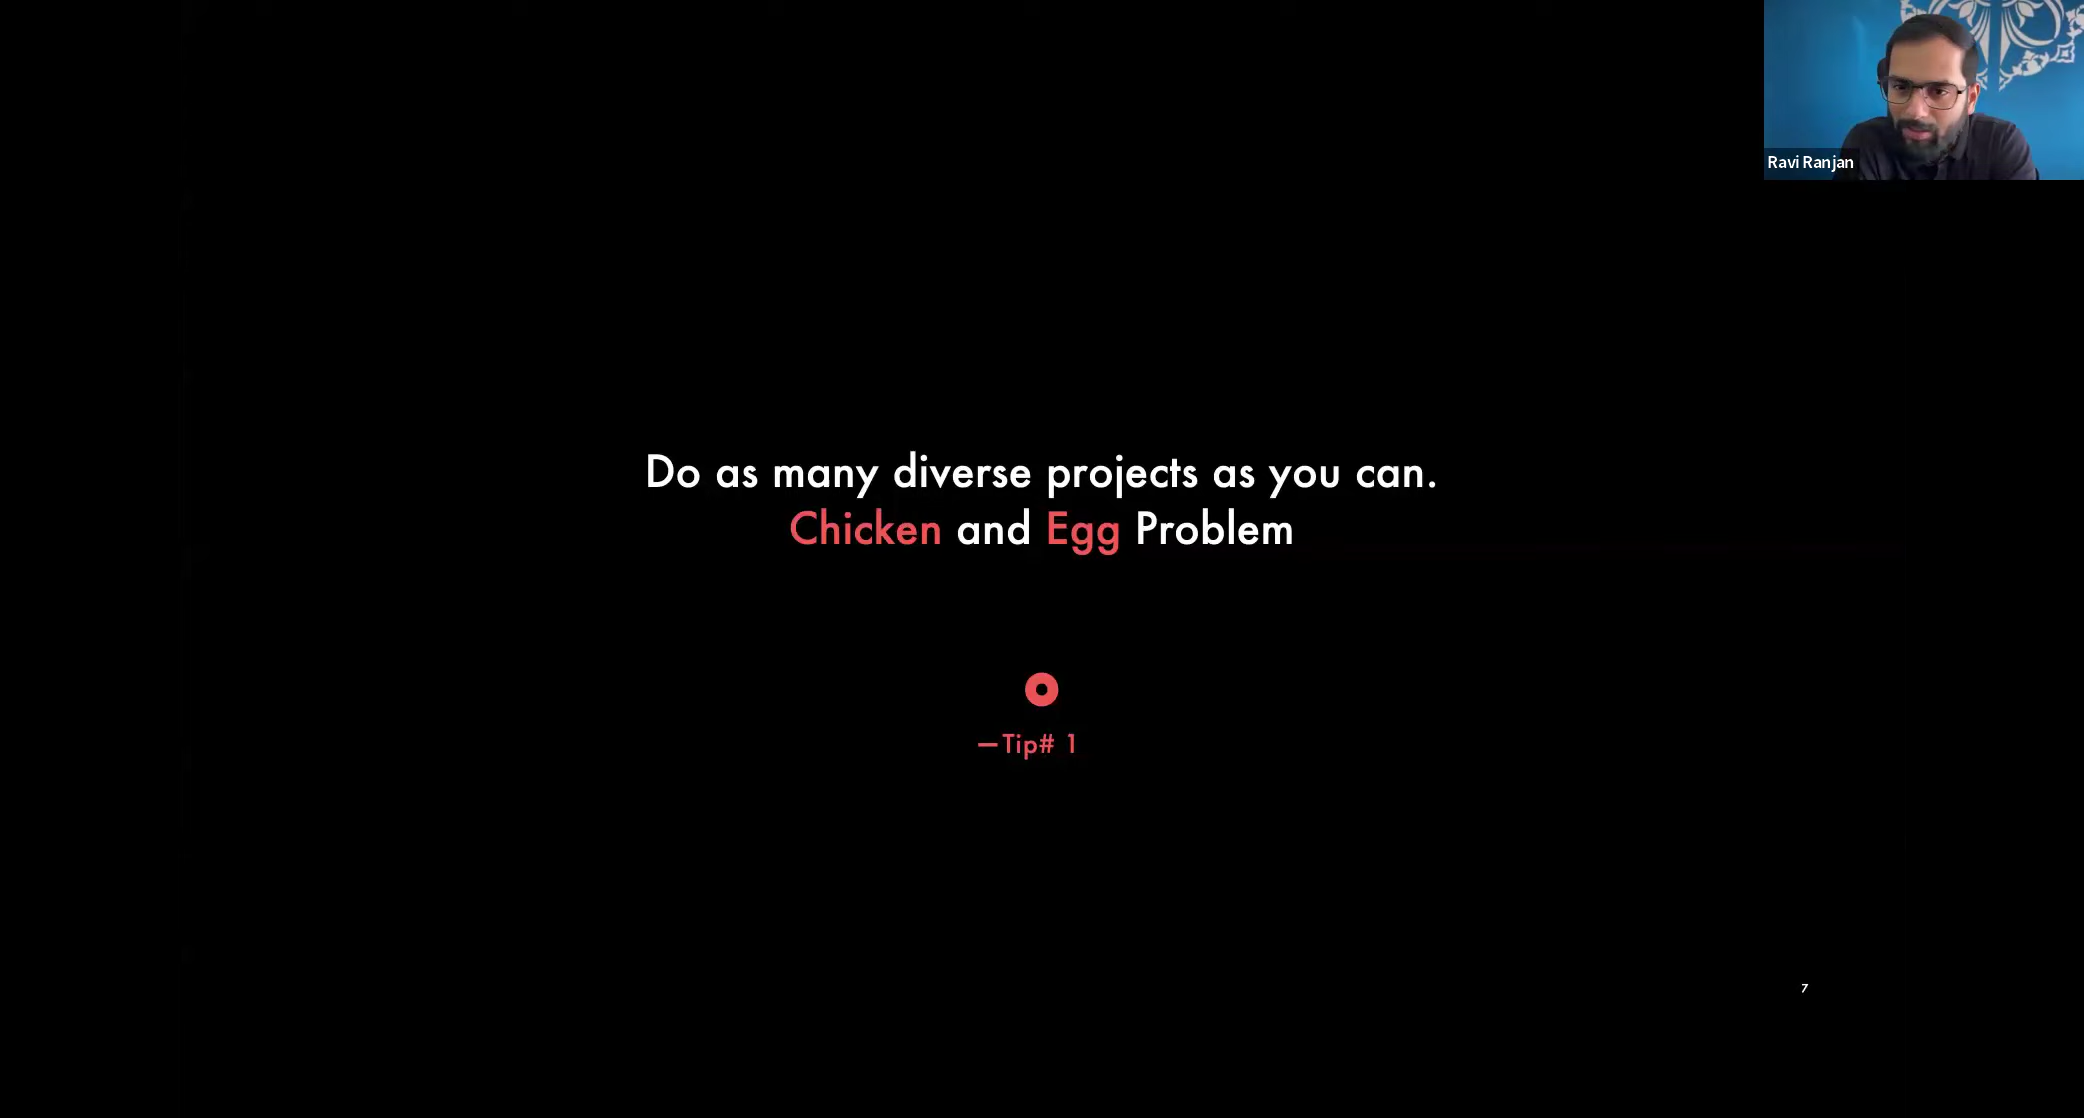 Ravi Ranjan
Do as many diverse projects as you can.
Chicken and Egg Problem
—Tip# 1
7